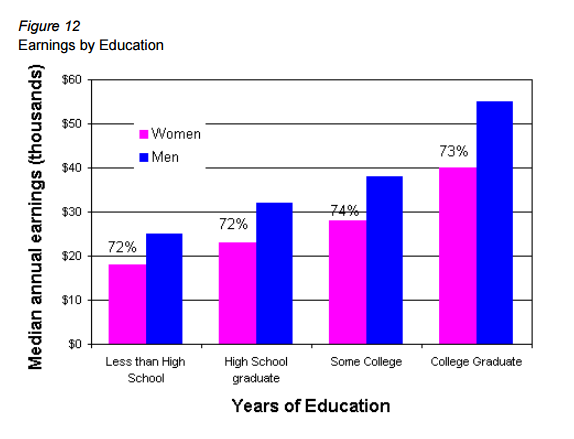 Figure 12
Earnings by Education
Median annual earnings (thousands)
$60
$50
$40
$30
$20
$10
$0
Women
Men
72%
72%
74%
73%
Less than High
School
High School
graduate
Some College
College Graduate
Years of Education